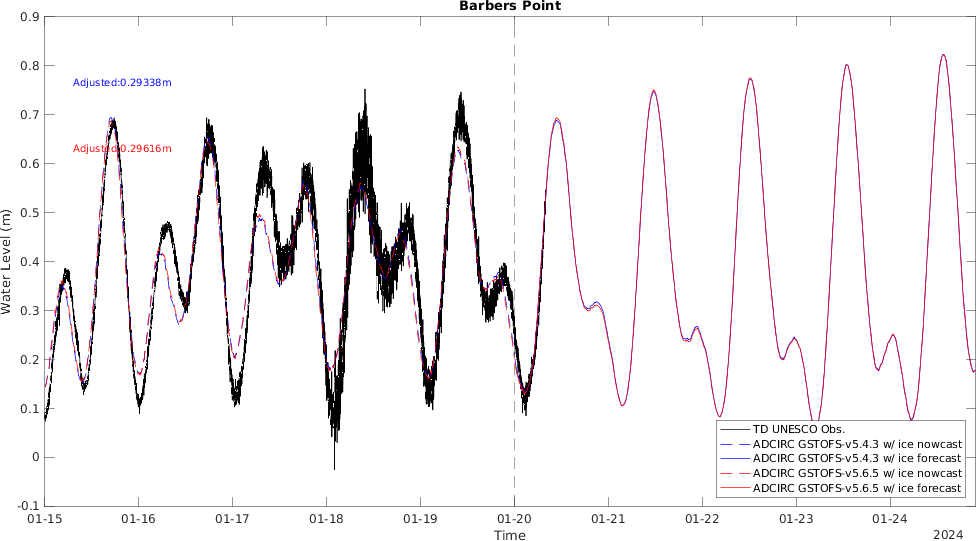 Barbers Point
0.9
0.8
0.7
0.6
0.5
0.4
0.3
0.2
0.1
0
-0.1
Water Level (m)
Adjusted:0.29338m
Adjusted:0.29616m
TD UNESCO Obs.
ADCIRC GSTOFS-v5.4.3 w/ ice nowcast
ADCIRC GSTOFS-v5.4.3 w/ ice forecast
ADCIRC GSTOFS-v5.6.5 w/ ice nowcast
ADCIRC GSTOFS-v5.6.5 w/ ice forecast
01-15 01-16 01-17 01-18 01-19 01-20 01-21 01-22 01-23 01-24
Time
2024